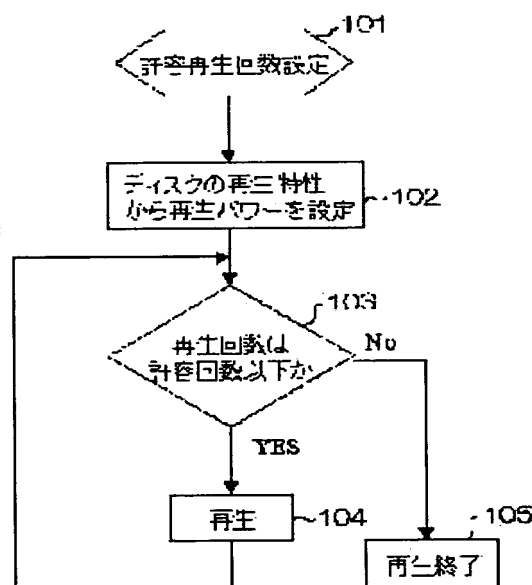 101
許容再生回数設定
ディスクの再生特性
から再生パワーを設定
102
103
再生回数は
許容回数以下か
No
YES
再生
104
105
再生終了